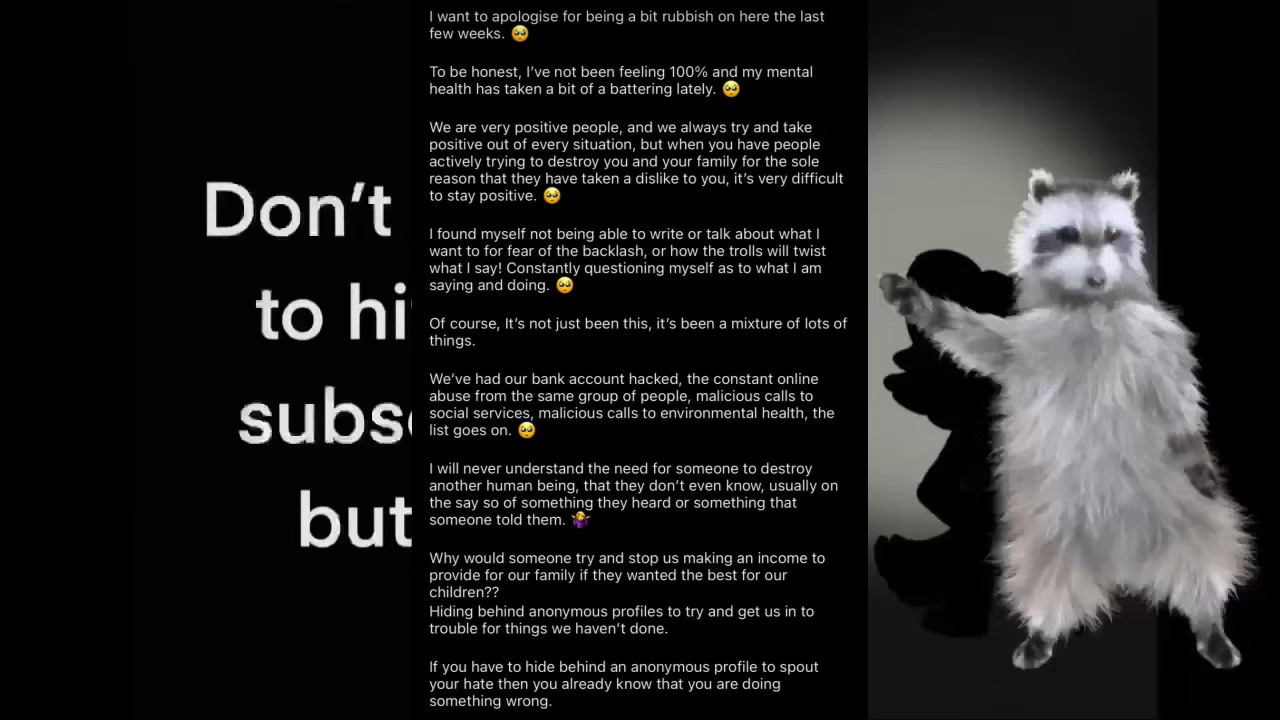 Don't
to hi
subs
but
I want to apologise for being a bit rubbish on here the last
few weeks. 🥺
To be honest, I've not been feeling 100% and my mental
health has taken a bit of a battering lately. 🥺
We are very positive people, and we always try and take
positive out of every situation, but when you have people
actively trying to destroy you and your family for the sole
reason that they have taken a dislike to you, it's very difficult
to stay positive. 🥺
I found myself not being able to write or talk about what I
want to for fear of the backlash, or how the trolls will twist
what I say! Constantly questioning myself as to what I am
saying and doing. 🥺
Of course, It's not just been this, it's been a mixture of lots of
things.
We've had our bank account hacked, the constant online
abuse from the same group of people, malicious calls to
social services, malicious calls to environmental health, the
list goes on. 🥺
I will never understand the need for someone to destroy
another human being, that they don't even know, usually on
the say so of something they heard or something that
someone told them. 🤷‍♀️
Why would someone try and stop us making an income to
provide for our family if they wanted the best for our
children??
Hiding behind anonymous profiles to try and get us in to
trouble for things we haven't done.
If you have to hide behind an anonymous profile to spout
your hate then you already know that you are doing
something wrong.